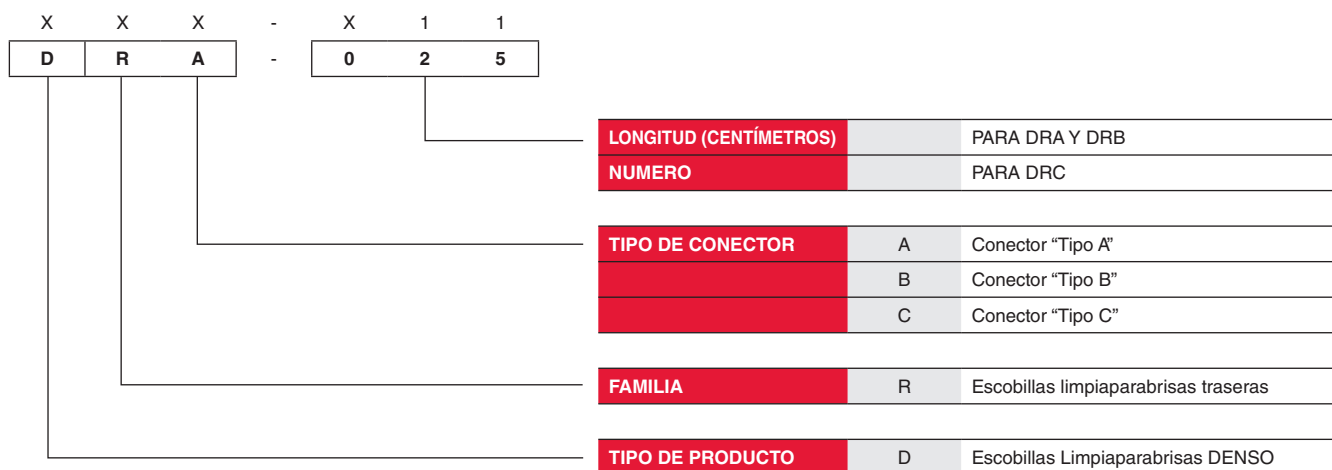 X X X - X 1 1
D R A - 0 2 5
LONGITUD (CENTÍMETROS) PARA DRA Y DRB
NUMERO PARA DRC
TIPO DE CONECTOR A Conector “Tipo A”
B Conector “Tipo B”
C Conector “Tipo C”
FAMILIA R Escobillas limpiaparabrisas traseras
TIPO DE PRODUCTO D Escobillas Limpiaparabrisas DENSO